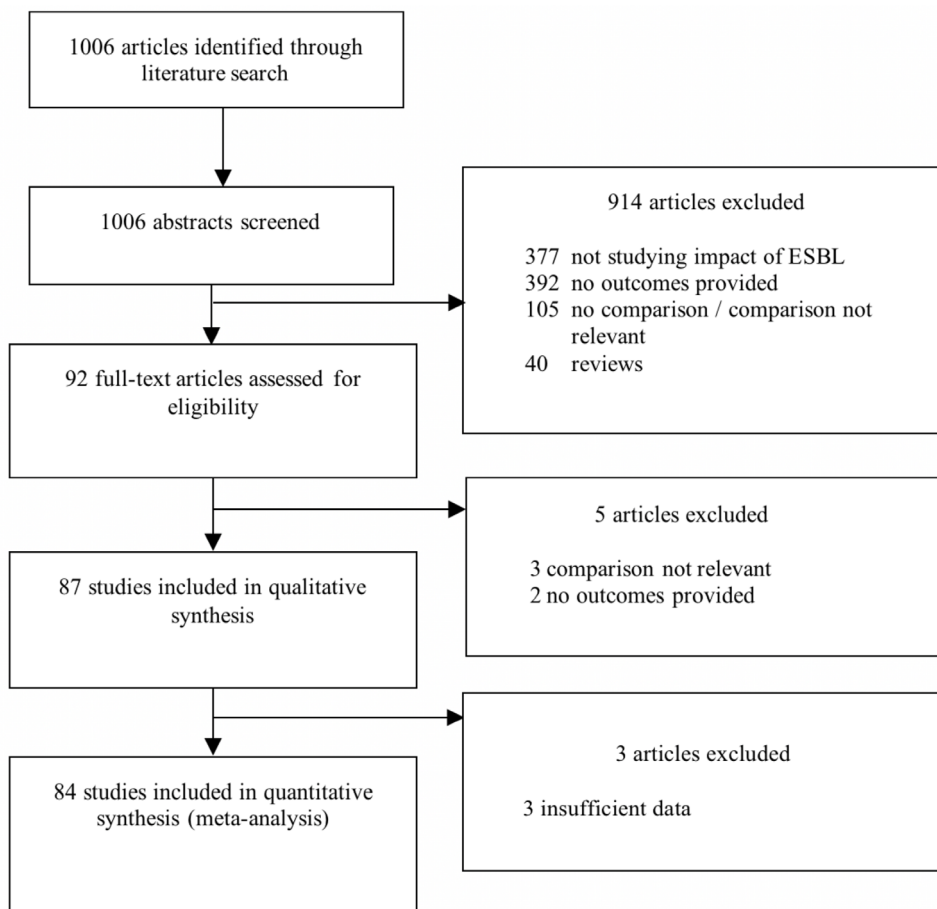 1006 articles identified through
literature search
1006 abstracts screened
914 articles excluded
377 not studying impact of ESBL
392 no outcomes provided
105 no comparison / comparison not
relevant
40 reviews
92 full-text articles assessed for
eligibility
5 articles excluded
3 comparison not relevant
2 no outcomes provided
87 studies included in qualitative
synthesis
3 articles excluded
3 insufficient data
84 studies included in quantitative
synthesis (meta-analysis)